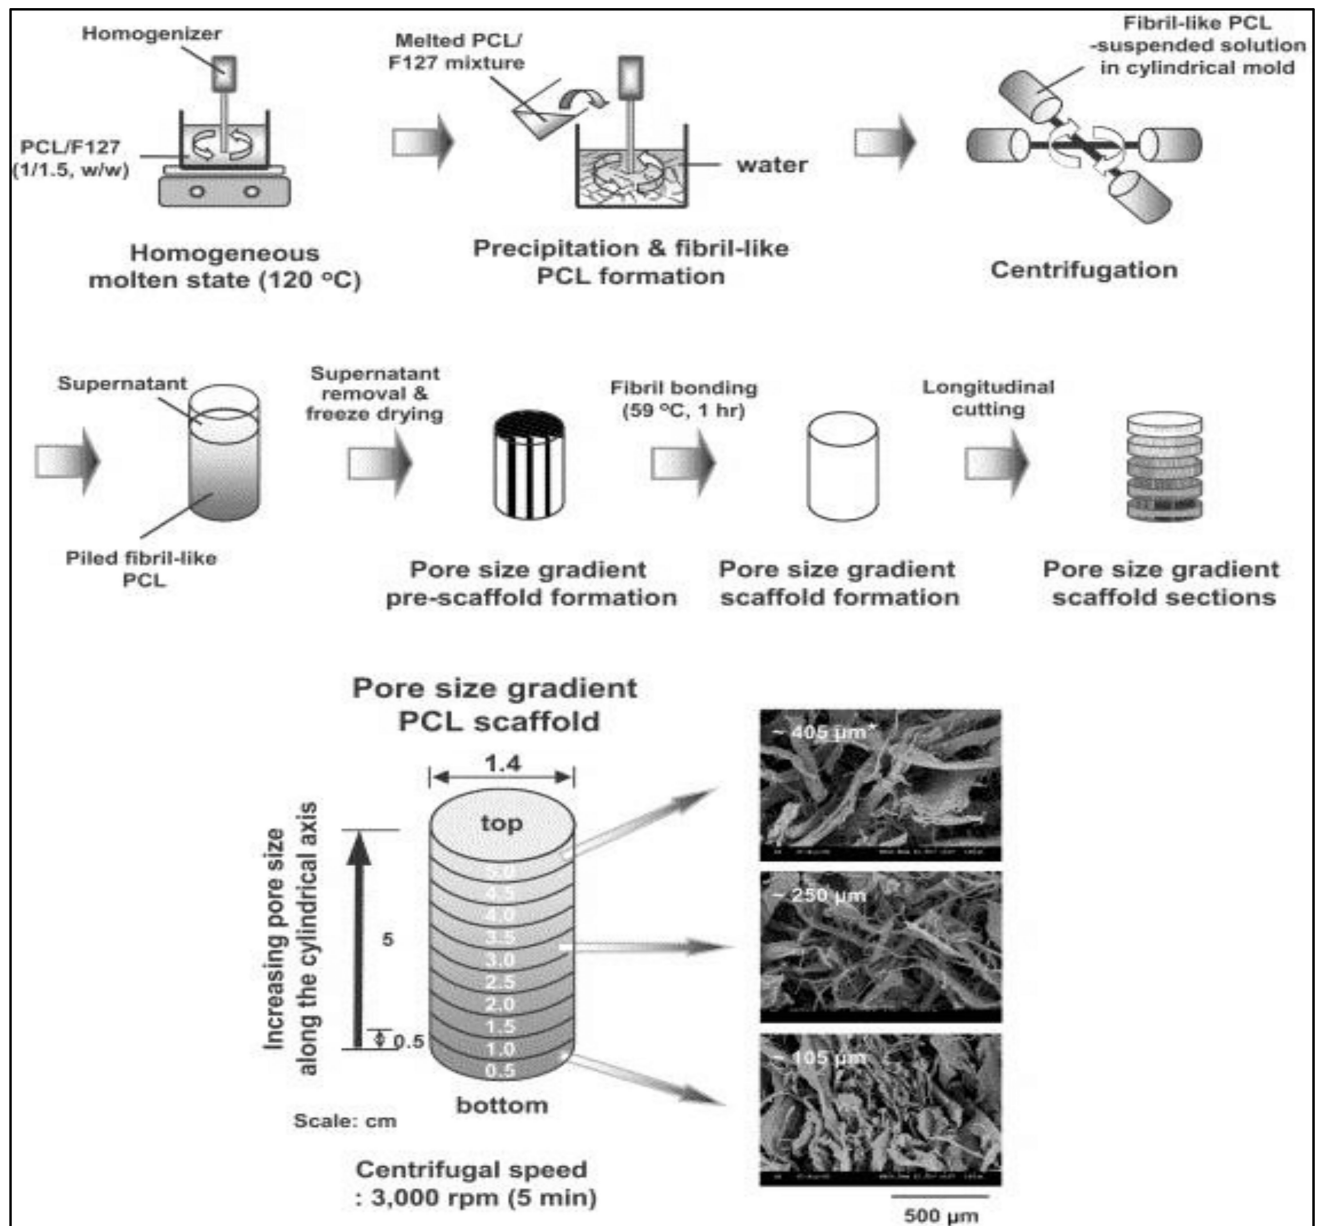 Homogenizer
PCL/F127
(1/1.5, w/w)
Homogeneous
molten state (120 °C)
Melted PCL/
F127 mixture
water
Precipitation & fibril-like
PCL formation
Fibril-like PCL
-suspended solution
in cylindrical mold
Centrifugation
Supernatant
Piled fibril-like
PCL
Supernatant
removal &
freeze drying
Pore size gradient
pre-scaffold formation
Fibril bonding
(59 °C, 1 hr)
Pore size gradient
scaffold formation
Longitudinal
cutting
Pore size gradient
scaffold sections
Pore size gradient
PCL scaffold
1.4
top
5.0
4.5
4.0
3.5
3.0
2.5
2.0
1.5
1.0
0.5
bottom
Increasing pore size
along the cylindrical axis
5
0.5
Scale: cm
Centrifugal speed
: 3,000 rpm (5 min)
~ 405 μm*
~ 250 μm
~ 105 μm
500 μm